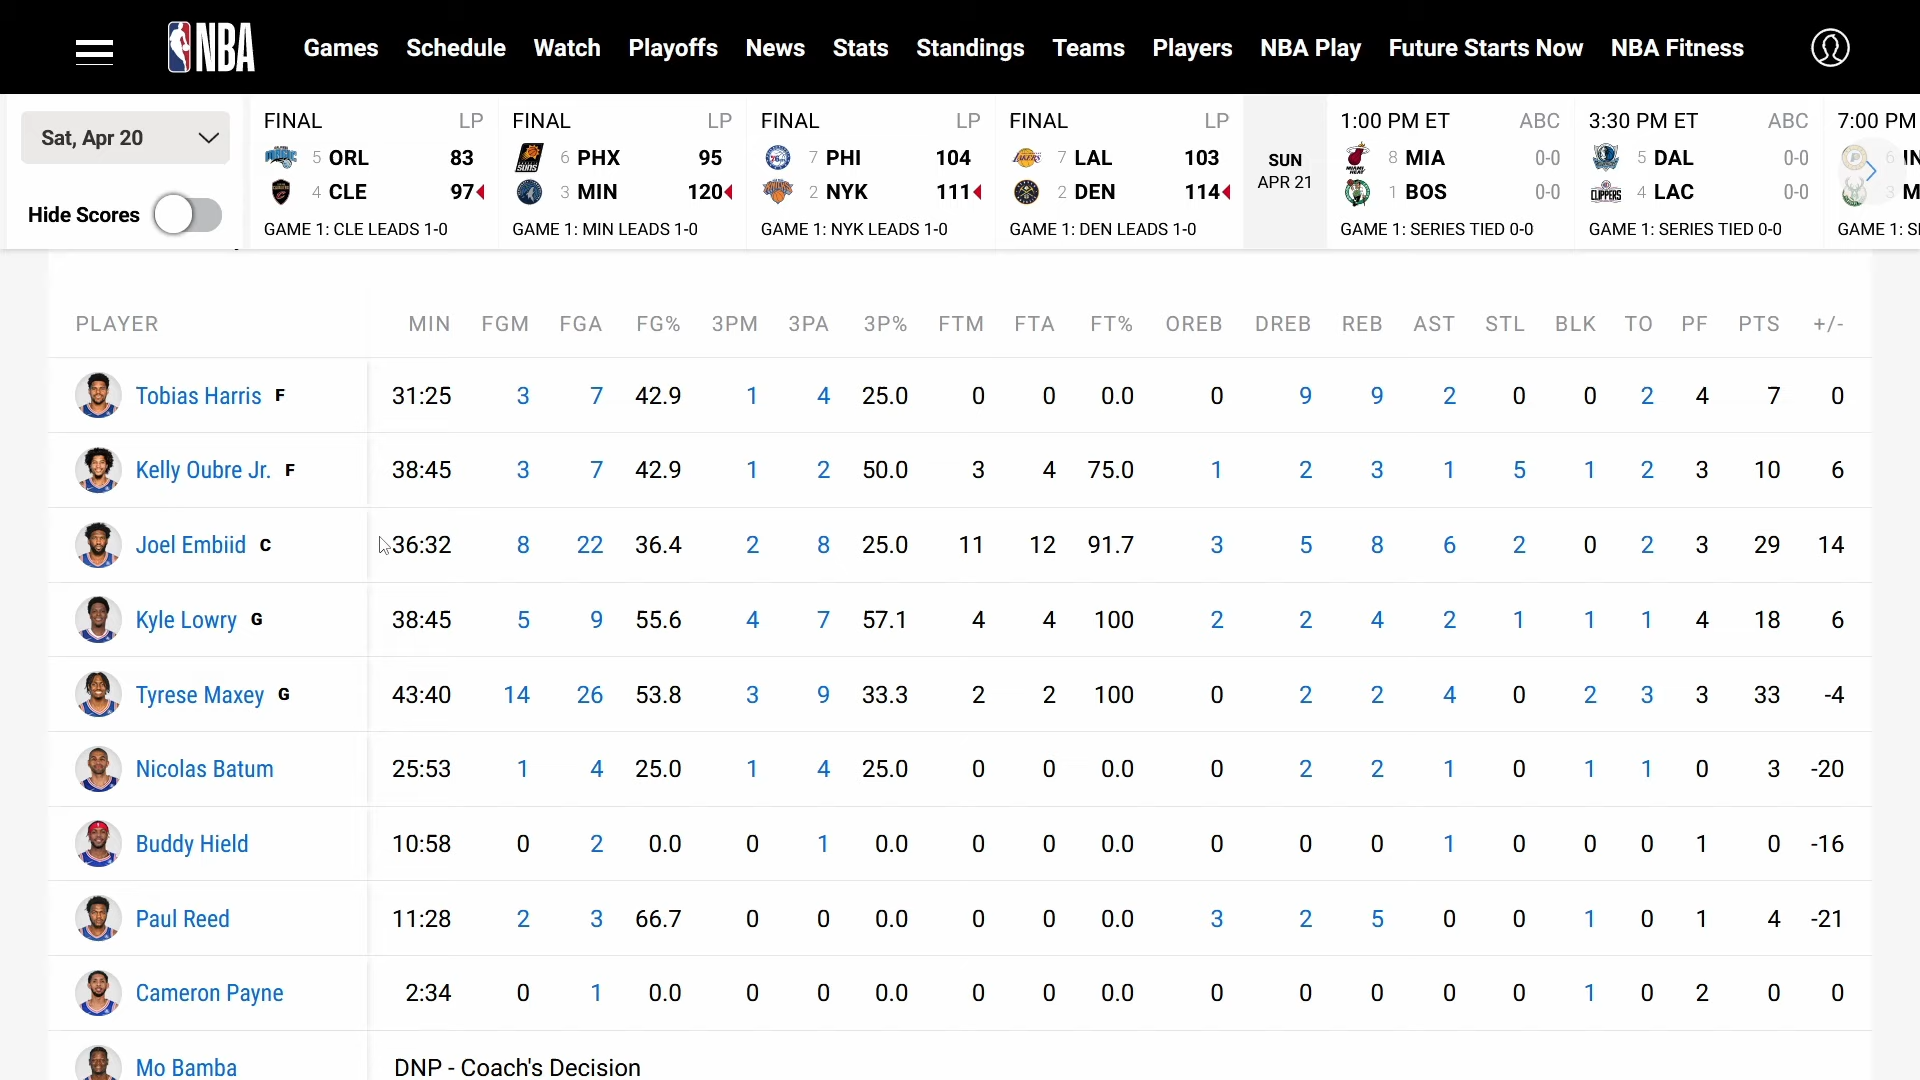 NBA Games Schedule Watch Playoffs News Stats Standings Teams Players NBA Play Future Starts Now NBA Fitness
Sat, Apr 20
Hide Scores
FINAL LP
5 ORL 83
4 CLE 97
GAME 1: CLE LEADS 1-0
FINAL LP
6 PHX 95
3 MIN 120
GAME 1: MIN LEADS 1-0
FINAL LP
7 PHI 104
2 NYK 111
GAME 1: NYK LEADS 1-0
FINAL LP
7 LAL 103
2 DEN 114
GAME 1: DEN LEADS 1-0
SUN
APR 21
1:00 PM ET ABC
8 MIA 0-0
1 BOS 0-0
GAME 1: SERIES TIED 0-0
3:30 PM ET ABC
5 DAL 0-0
4 LAC 0-0
GAME 1: SERIES TIED 0-0
7:00 PM
6 IN
3 M
GAME 1: S
PLAYER MIN FGM FGA FG% 3PM 3PA 3P% FTM FTA FT% OREB DREB REB AST STL BLK TO PF PTS +/-
Tobias Harris F 31:25 3 7 42.9 1 4 25.0 0 0 0.0 0 9 9 2 0 0 2 4 7 0
Kelly Oubre Jr. F 38:45 3 7 42.9 1 2 50.0 3 4 75.0 1 2 3 1 5 1 2 3 10 6
Joel Embiid C 36:32 8 22 36.4 2 8 25.0 11 12 91.7 3 5 8 6 2 0 2 3 29 14
Kyle Lowry G 38:45 5 9 55.6 4 7 57.1 4 4 100 2 2 4 2 1 1 1 4 18 6
Tyrese Maxey G 43:40 14 26 53.8 3 9 33.3 2 2 100 0 2 2 4 0 2 3 3 33 -4
Nicolas Batum 25:53 1 4 25.0 1 4 25.0 0 0 0.0 0 2 2 1 0 1 1 0 3 -20
Buddy Hield 10:58 0 2 0.0 0 1 0.0 0 0 0.0 0 0 0 1 0 0 0 1 0 -16
Paul Reed 11:28 2 3 66.7 0 0 0.0 0 0 0.0 3 2 5 0 0 1 0 1 4 -21
Cameron Payne 2:34 0 1 0.0 0 0 0.0 0 0 0.0 0 0 0 0 0 1 0 2 0 0
Mo Bamba DNP - Coach's Decision